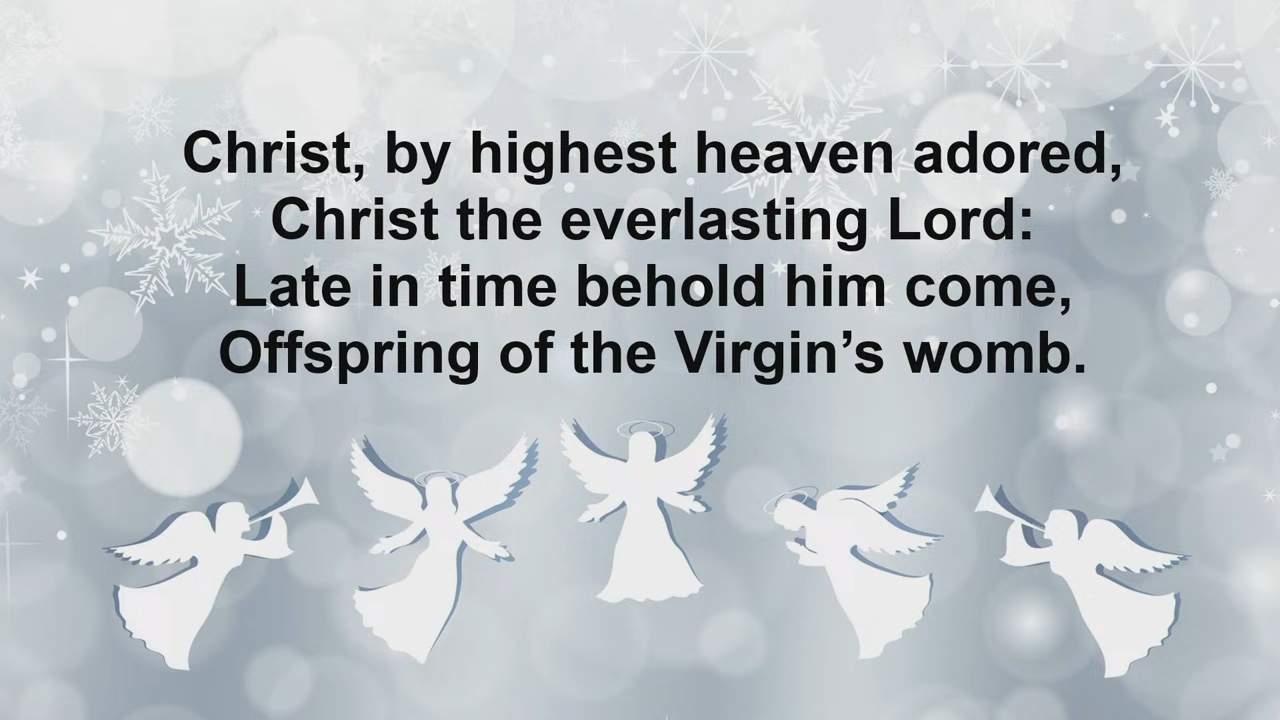 Christ, by highest heaven adored,
Christ the everlasting Lord:
Late in time behold him come,
Offspring of the Virgin’s womb.